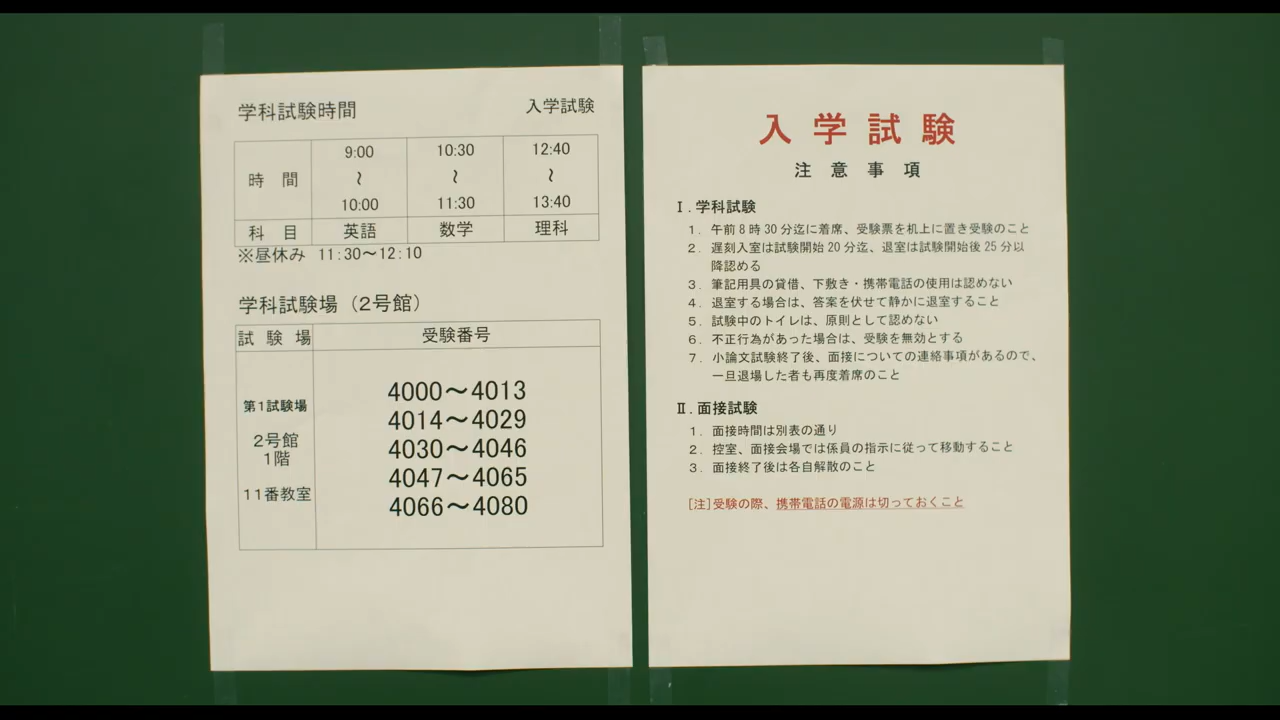 学科試験時間
入学試験
時 間 9:00 〜 10:00 10:30 〜 11:30 12:40 〜 13:40
科 目 英語 数学 理科
※昼休み 11:30〜12:10
学科試験場（2号館）
試 験 場 受験番号
第1試験場
2号館
1階
11番教室
4000〜4013
4014〜4029
4030〜4046
4047〜4065
4066〜4080
入学試験
注意事項
Ⅰ. 学科試験
1. 午前8時30分迄に着席、受験票を机上に置き受験のこと
2. 遅刻入室は試験開始20分迄、退室は試験開始後25分以
降認める
3. 筆記用具の貸借、下敷き・携帯電話の使用は認めない
4. 退室する場合は、答案を伏せて静かに退室すること
5. 試験中のトイレは、原則として認めない
6. 不正行為があった場合は、受験を無効とする
7. 小論文試験終了後、面接についての連絡事項があるので、
一旦退場した者も再度着席のこと
Ⅱ. 面接試験
1. 面接時間は別表の通り
2. 控室、面接会場では係員の指示に従って移動すること
3. 面接終了後は各自解散のこと
[注]受験の際、携帯電話の電源は切っておくこと